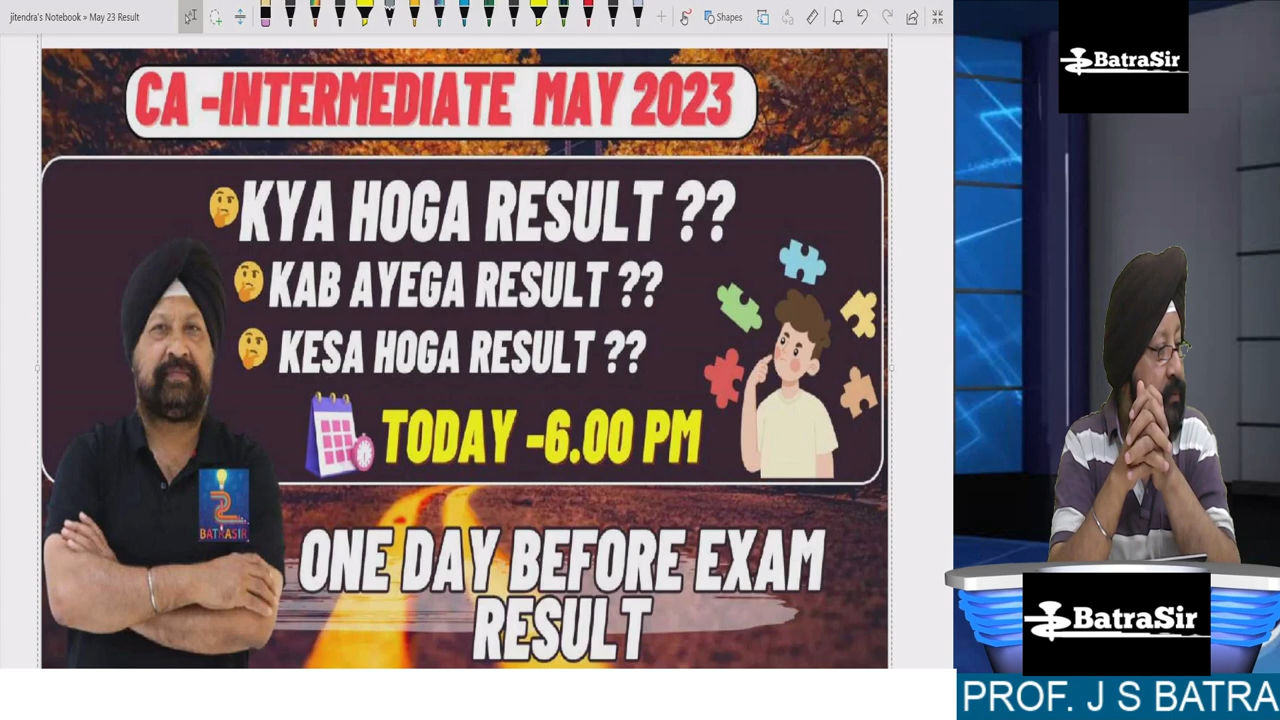 jitendra's Notebook » May 23 Result
Shapes
CA -INTERMEDIATE MAY 2023
KYA HOGA RESULT ??
KAB AYEGA RESULT ??
KESA HOGA RESULT ??
TODAY -6.00 PM
BATRASIR
ONE DAY BEFORE EXAM
RESULT
BatraSir
BatraSir
PROF. J S BATRA